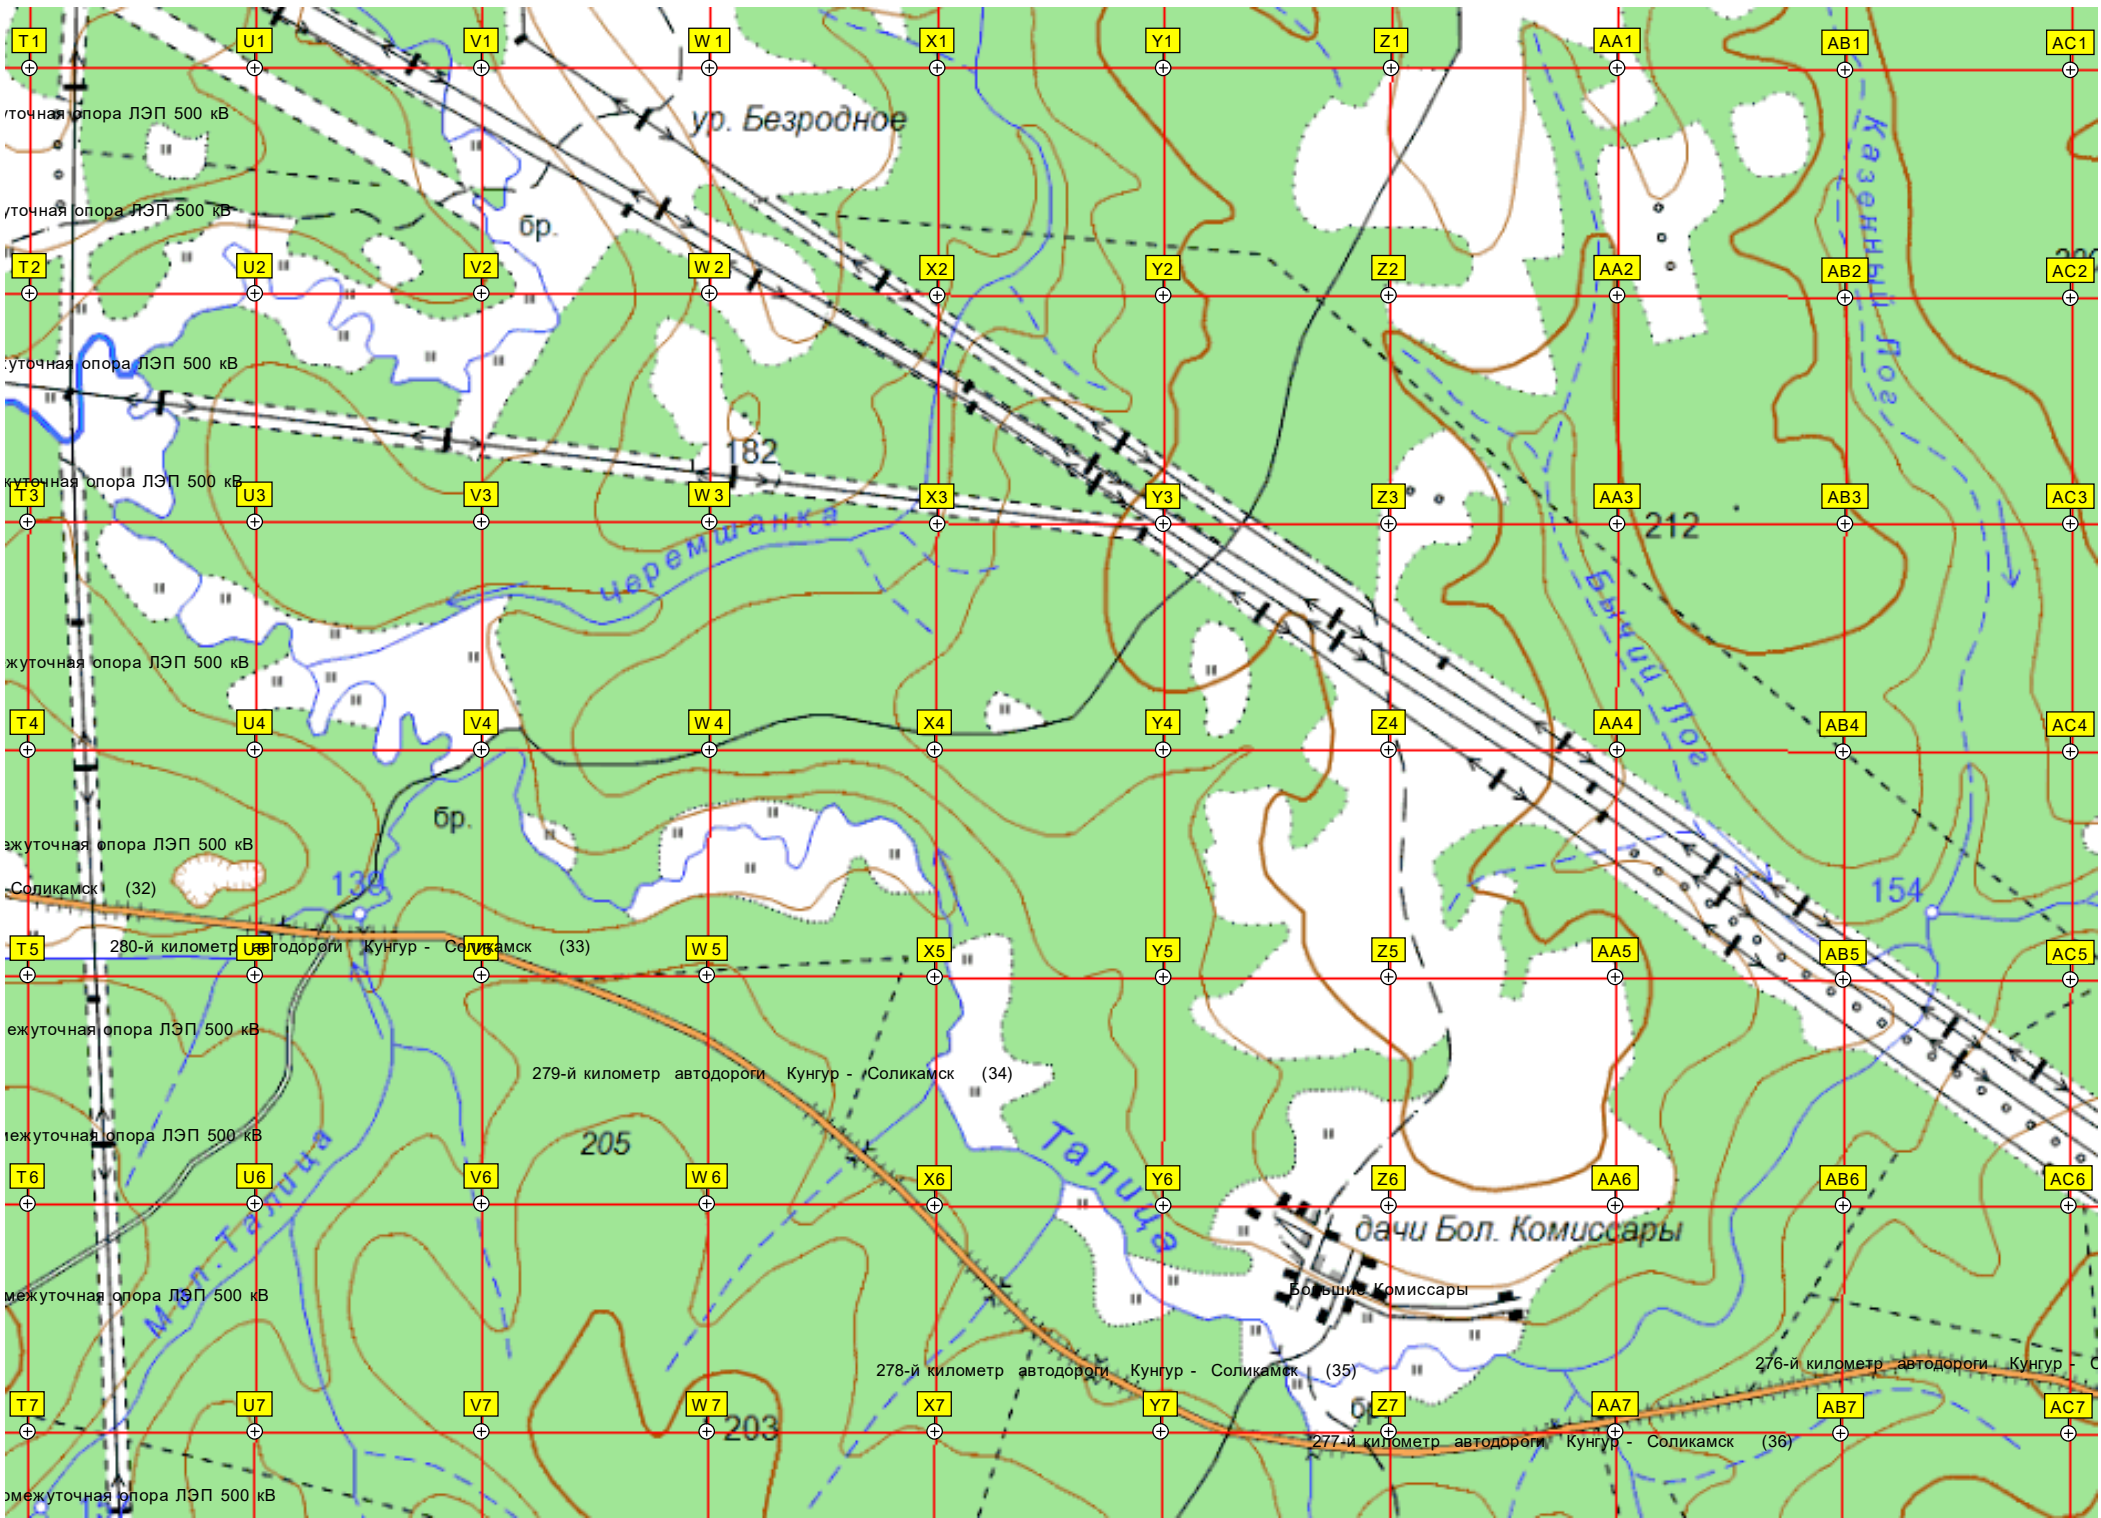 T1 U1 V1 W1 X1 Y1 Z1 AA1 AB1 AC1
уточная опора ЛЭП 500 кВ
ур. Безродное
Казенный Лог
уточная опора ЛЭП 500 кВ
бр.
T2 U2 V2 W2 X2 Y2 Z2 AA2 AB2 AC2
уточная опора ЛЭП 500 кВ
182
жуточная опора ЛЭП 500 кВ
T3 U3 V3 W3 X3 Y3 Z3 AA3 AB3 AC3
Черемшанка
212
Бычий Лог
жуточная опора ЛЭП 500 кВ
T4 U4 V4 W4 X4 Y4 Z4 AA4 AB4 AC4
бр.
ежуточная опора ЛЭП 500 кВ
Соликамск (32)
139
154
280-й километр автодороги Кунгур - Соликамск (33)
T5 U5 V5 W5 X5 Y5 Z5 AA5 AB5 AC5
ежуточная опора ЛЭП 500 кВ
279-й километр автодороги Кунгур - Соликамск (34)
межуточная опора ЛЭП 500 кВ
205
Талица
T6 U6 V6 W6 X6 Y6 Z6 AA6 AB6 AC6
Мал. Талица
дачи Бол. Комиссары
межуточная опора ЛЭП 500 кВ
Большие Комиссары
278-й километр автодороги Кунгур - Соликамск (35)
276-й километр автодороги Кунгур - С
T7 U7 V7 W7 X7 Y7 Z7 AA7 AB7 AC7
203
бр.
277-й километр автодороги Кунгур - Соликамск (36)
омежуточная опора ЛЭП 500 кВ